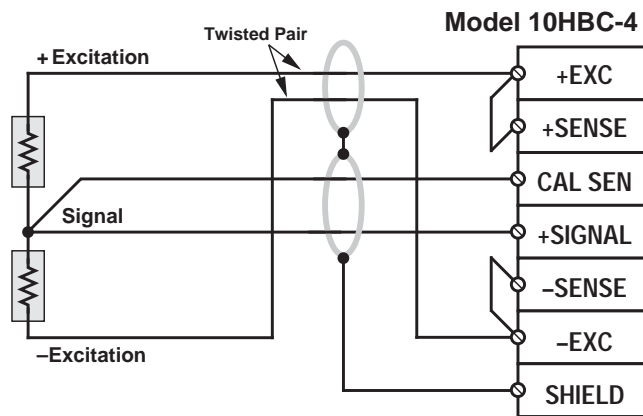 Model 10HBC-4
Twisted Pair
+Excitation
+EXC
+SENSE
CAL SEN
Signal
+SIGNAL
–SENSE
–EXC
–Excitation
SHIELD